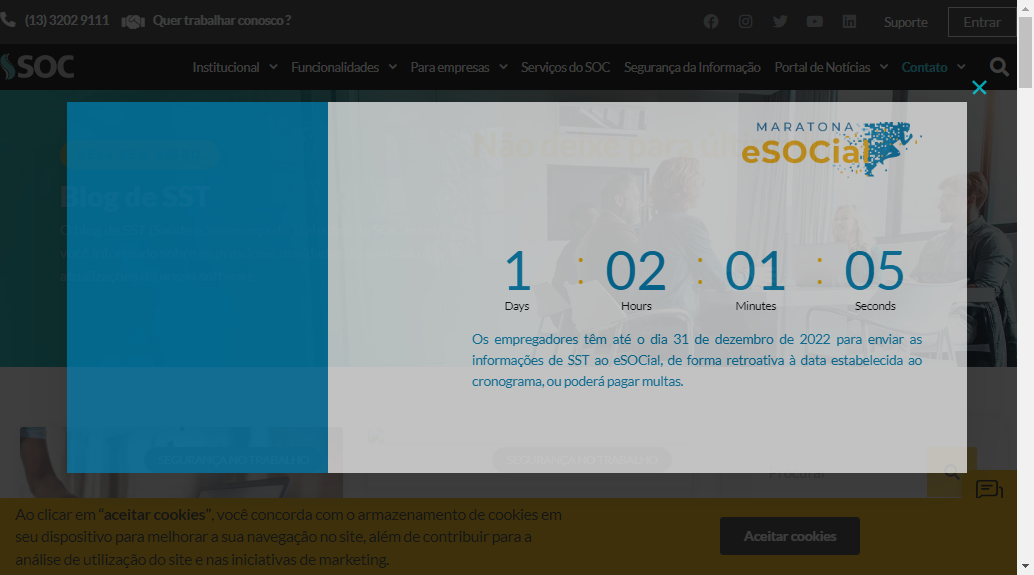 (13) 3202 9111 Quer trabalhar conosco ? Suporte Entrar
SOC Institucional Funcionalidades Para empresas Serviços do SOC Segurança da Informação Portal de Notícias Contato
MARATONA
eSOCial
Não deixe para
Blog de SST
1 : 02 : 01 : 05
Days Hours Minutes Seconds
Os empregadores têm até o dia 31 de dezembro de 2022 para enviar as
informações de SST ao eSOCial, de forma retroativa à data estabelecida ao
cronograma, ou poderá pagar multas.
SEGURANÇA NO TRABALHO SEGURANÇA NO TRABALHO
Procurar
Ao clicar em “aceitar cookies”, você concorda com o armazenamento de cookies em
seu dispositivo para melhorar a sua navegação no site, além de contribuir para a
análise de utilização do site e nas iniciativas de marketing.
Aceitar cookies